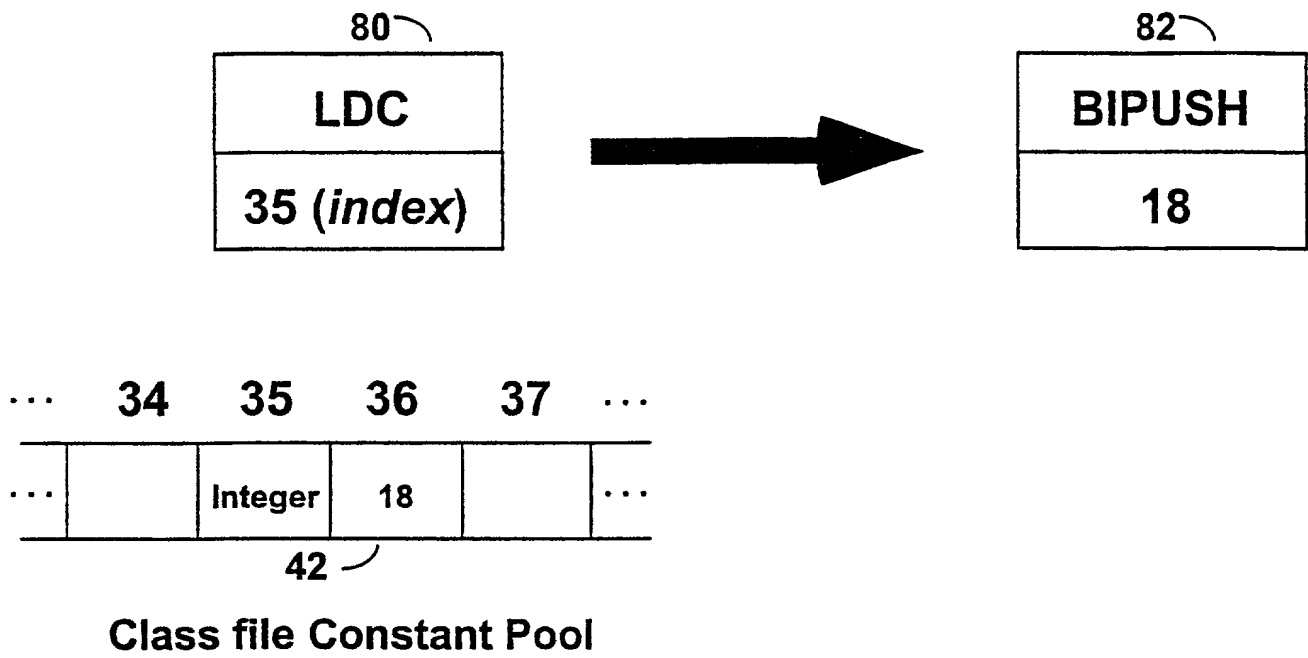 80 82
LDC BIPUSH
35 (index) 18
... 34 35 36 37 ...
... Integer 18 ...
42
Class file Constant Pool